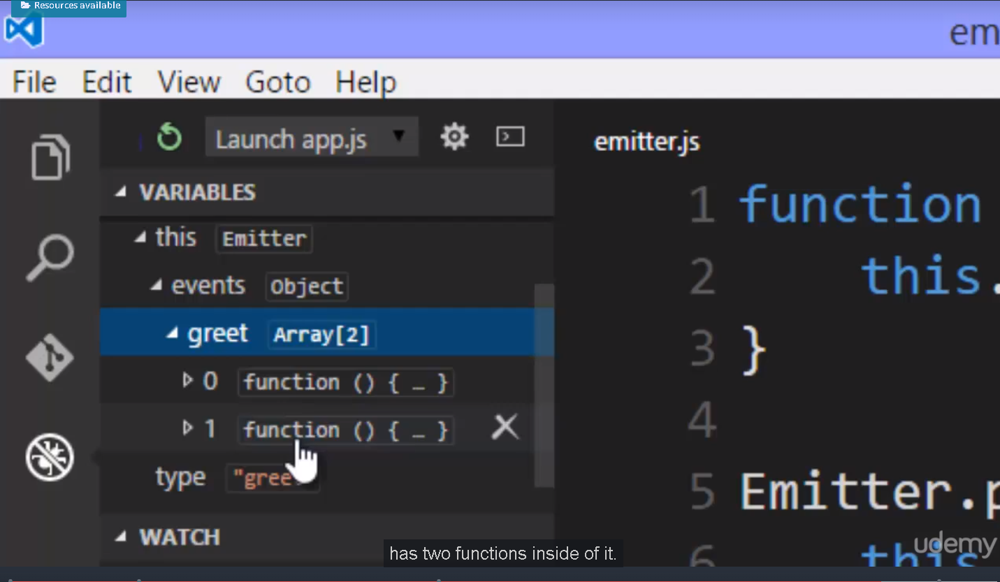 Resources available
em
File Edit View Goto Help
Launch app.js
emitter.js
VARIABLES
this Emitter
events Object
greet Array[2]
0 function () { … }
1 function () { … }
type "gree
WATCH
1 function
2 this.
3 }
4
5 Emitter.p
6 this
has two functions inside of it.
udemy